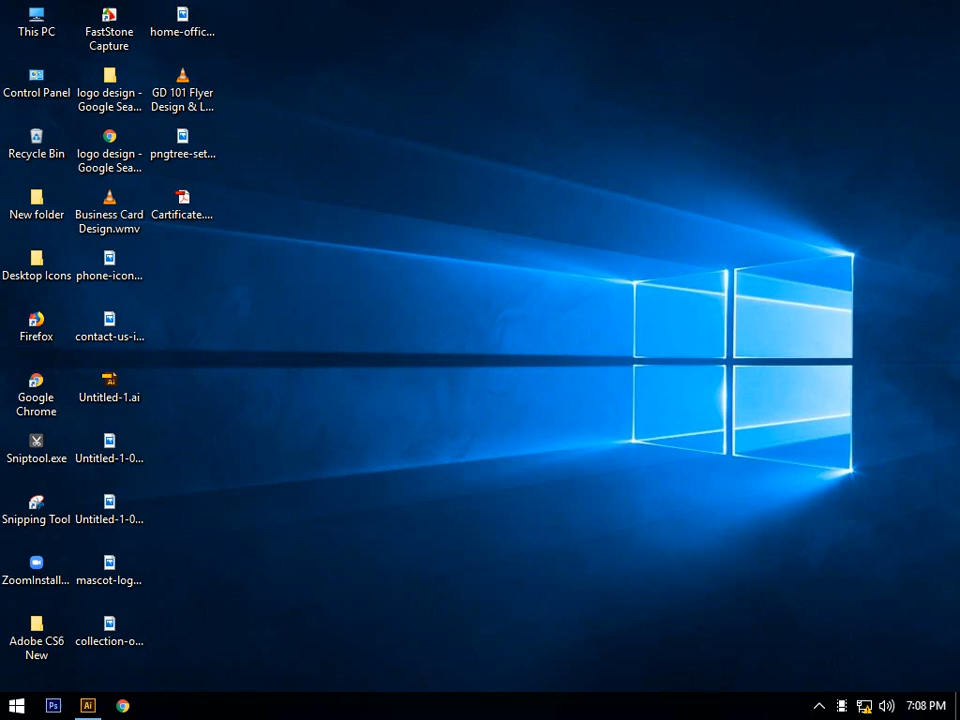 This PC
FastStone
Capture
home-offic...
Control Panel
logo design -
Google Sea...
GD 101 Flyer
Design & L...
Recycle Bin
logo design -
Google Sea...
pngtree-set...
New folder
Business Card
Design.wmv
Cartificate....
Desktop Icons
phone-icon...
Firefox
contact-us-i...
Google
Chrome
Untitled-1.ai
Sniptool.exe
Untitled-1-0...
Snipping Tool
Untitled-1-0...
ZoomInstall...
mascot-log...
Adobe CS6
New
collection-o...
Ps
Ai
7:08 PM